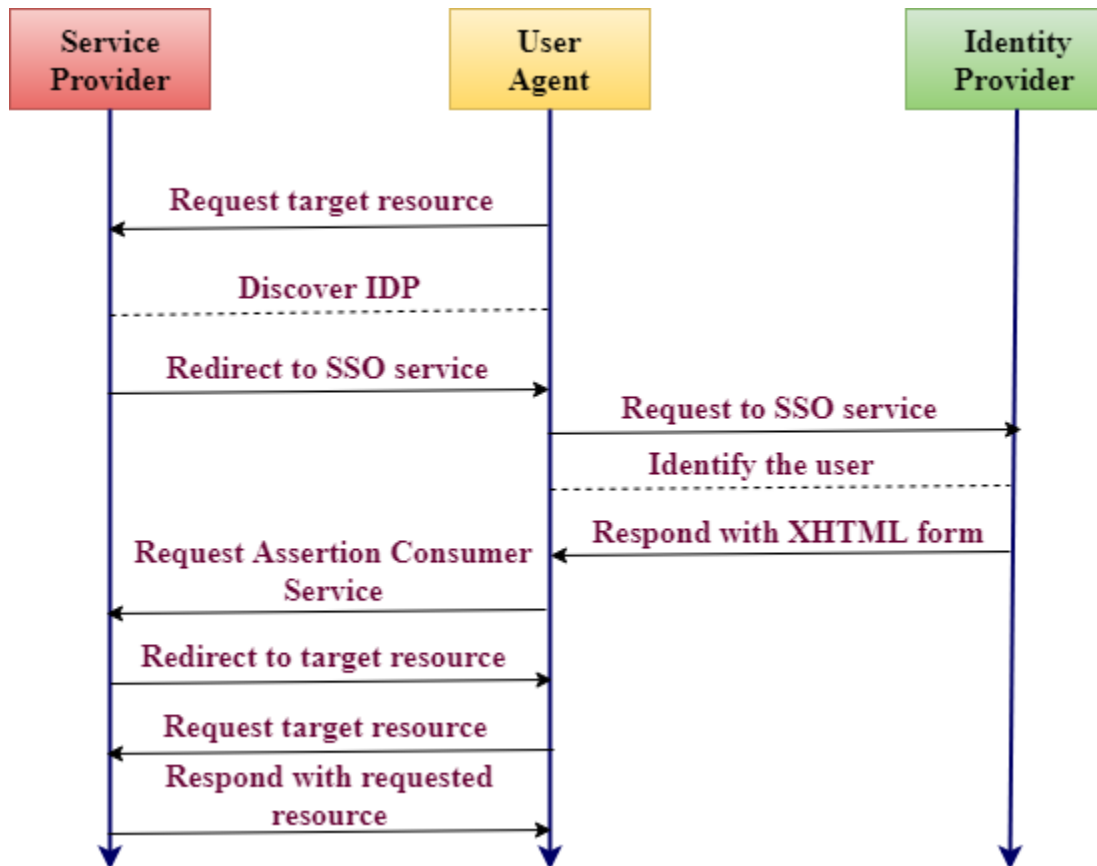 Service
Provider
User
Agent
Identity
Provider
Request target resource
Discover IDP
Redirect to SSO service
Request to SSO service
Identify the user
Respond with XHTML form
Request Assertion Consumer
Service
Redirect to target resource
Request target resource
Respond with requested
resource